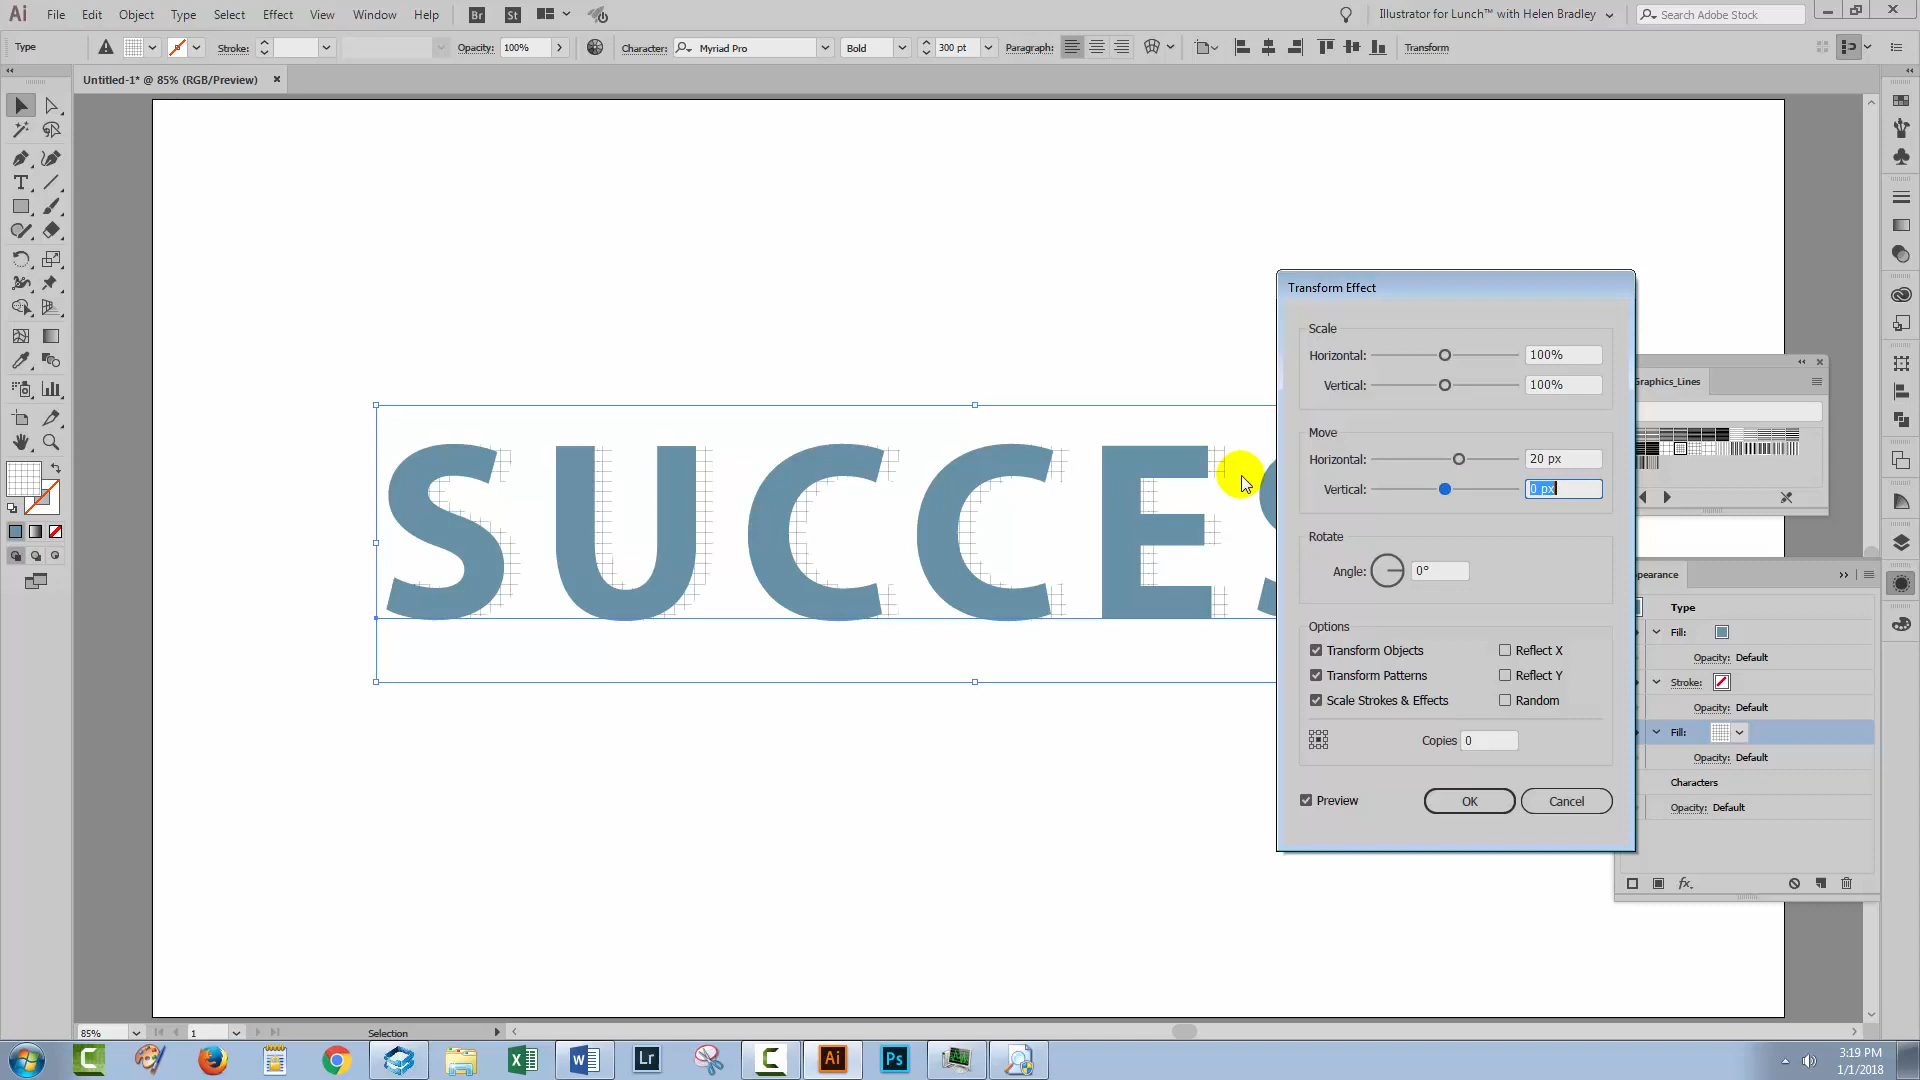 Ai File Edit Object Type Select Effect View Window Help Br St Illustrator for Lunch™ with Helen Bradley Search Adobe Stock
Type Stroke: Opacity: 100% Character: Myriad Pro Bold 300 pt Paragraph: Transform
Untitled-1* @ 85% (RGB/Preview)
Transform Effect
Scale
Horizontal: 100%
Vertical: 100%
Graphics_Lines
Move
Horizontal: 20 px
Vertical: 0 px
SUCCES
Rotate
Angle: 0°
ppearance
Type
Fill:
Opacity: Default
Stroke:
Opacity: Default
Fill:
Opacity: Default
Characters
Opacity: Default
Options
Transform Objects Reflect X
Transform Patterns Reflect Y
Scale Strokes & Effects Random
Copies 0
Preview OK Cancel
fx
85% 1 Selection
Lr Ai Ps
3:19 PM
1/1/2018